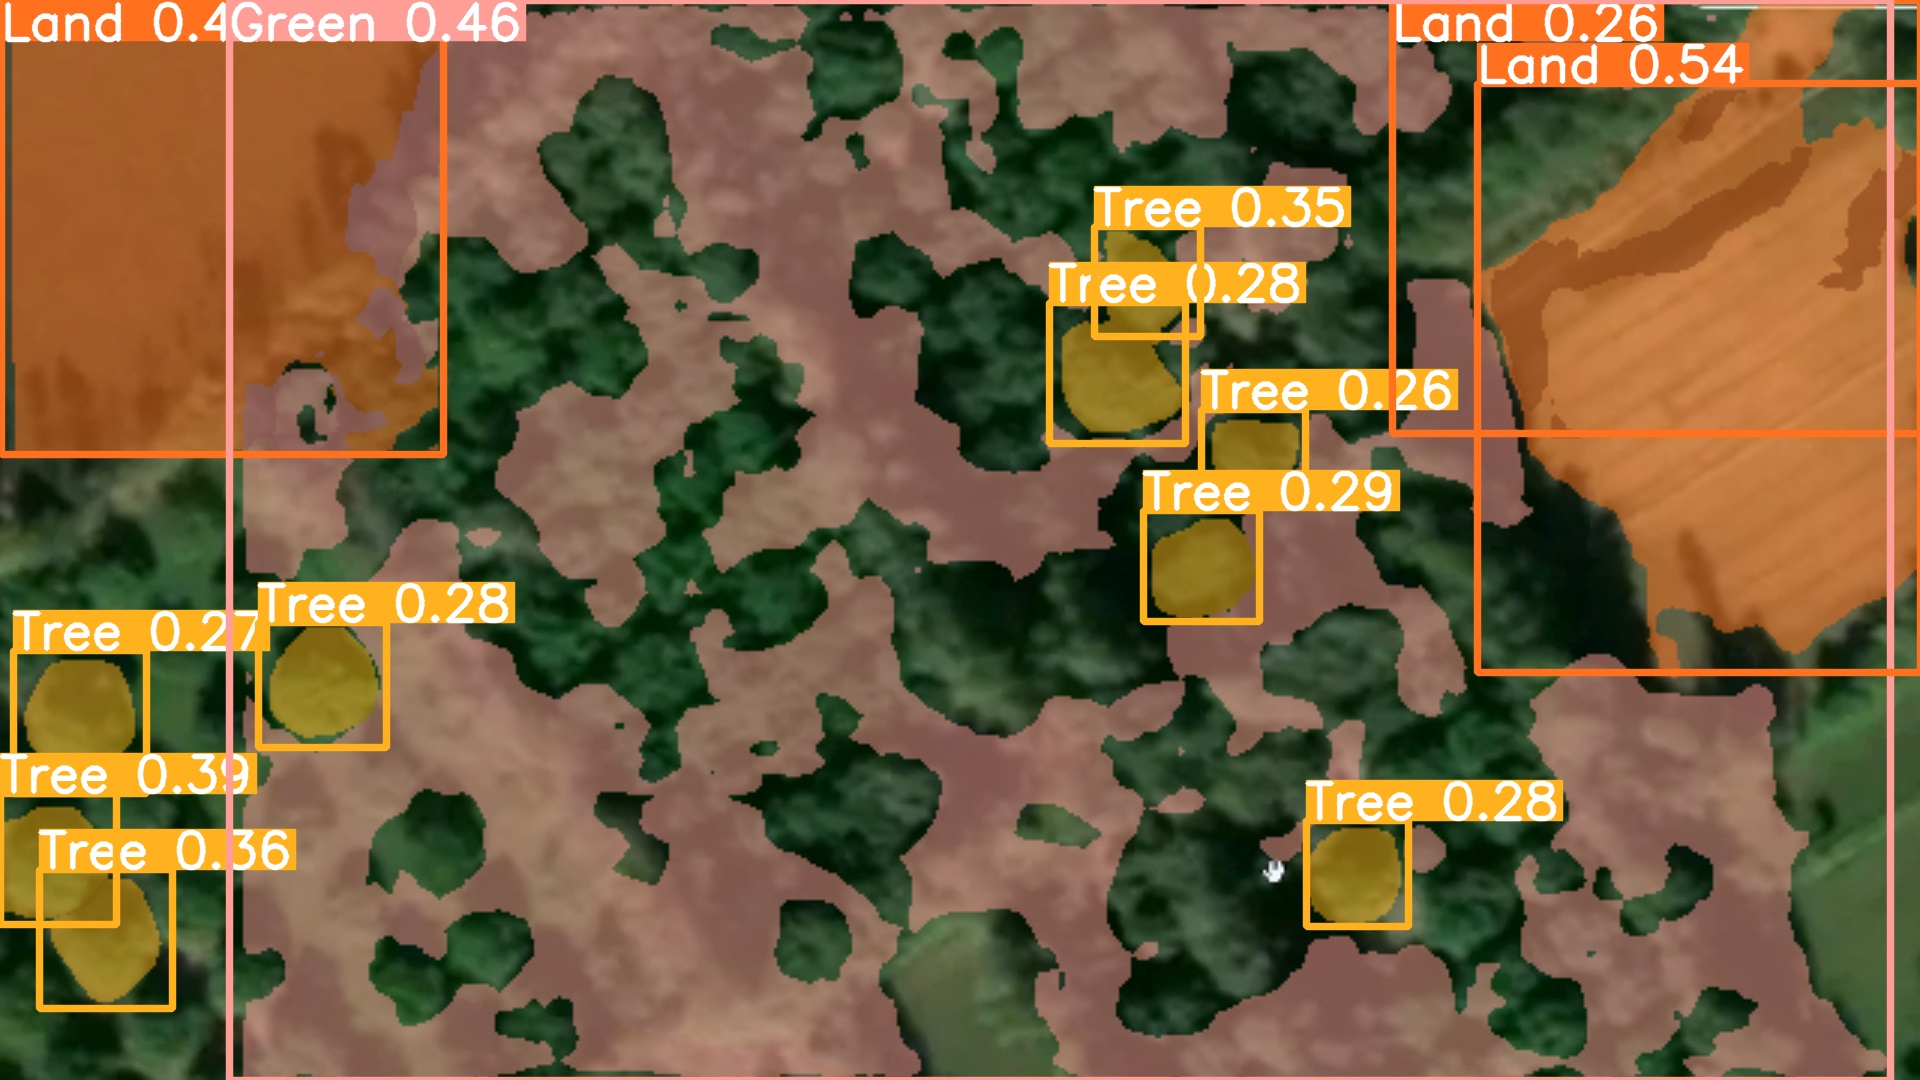 Land 0.4
Green 0.46
Land 0.26
Land 0.54
Tree 0.35
Tree 0.28
Tree 0.26
Tree 0.29
Tree 0.28
Tree 0.27
Tree 0.39
Tree 0.28
Tree 0.36